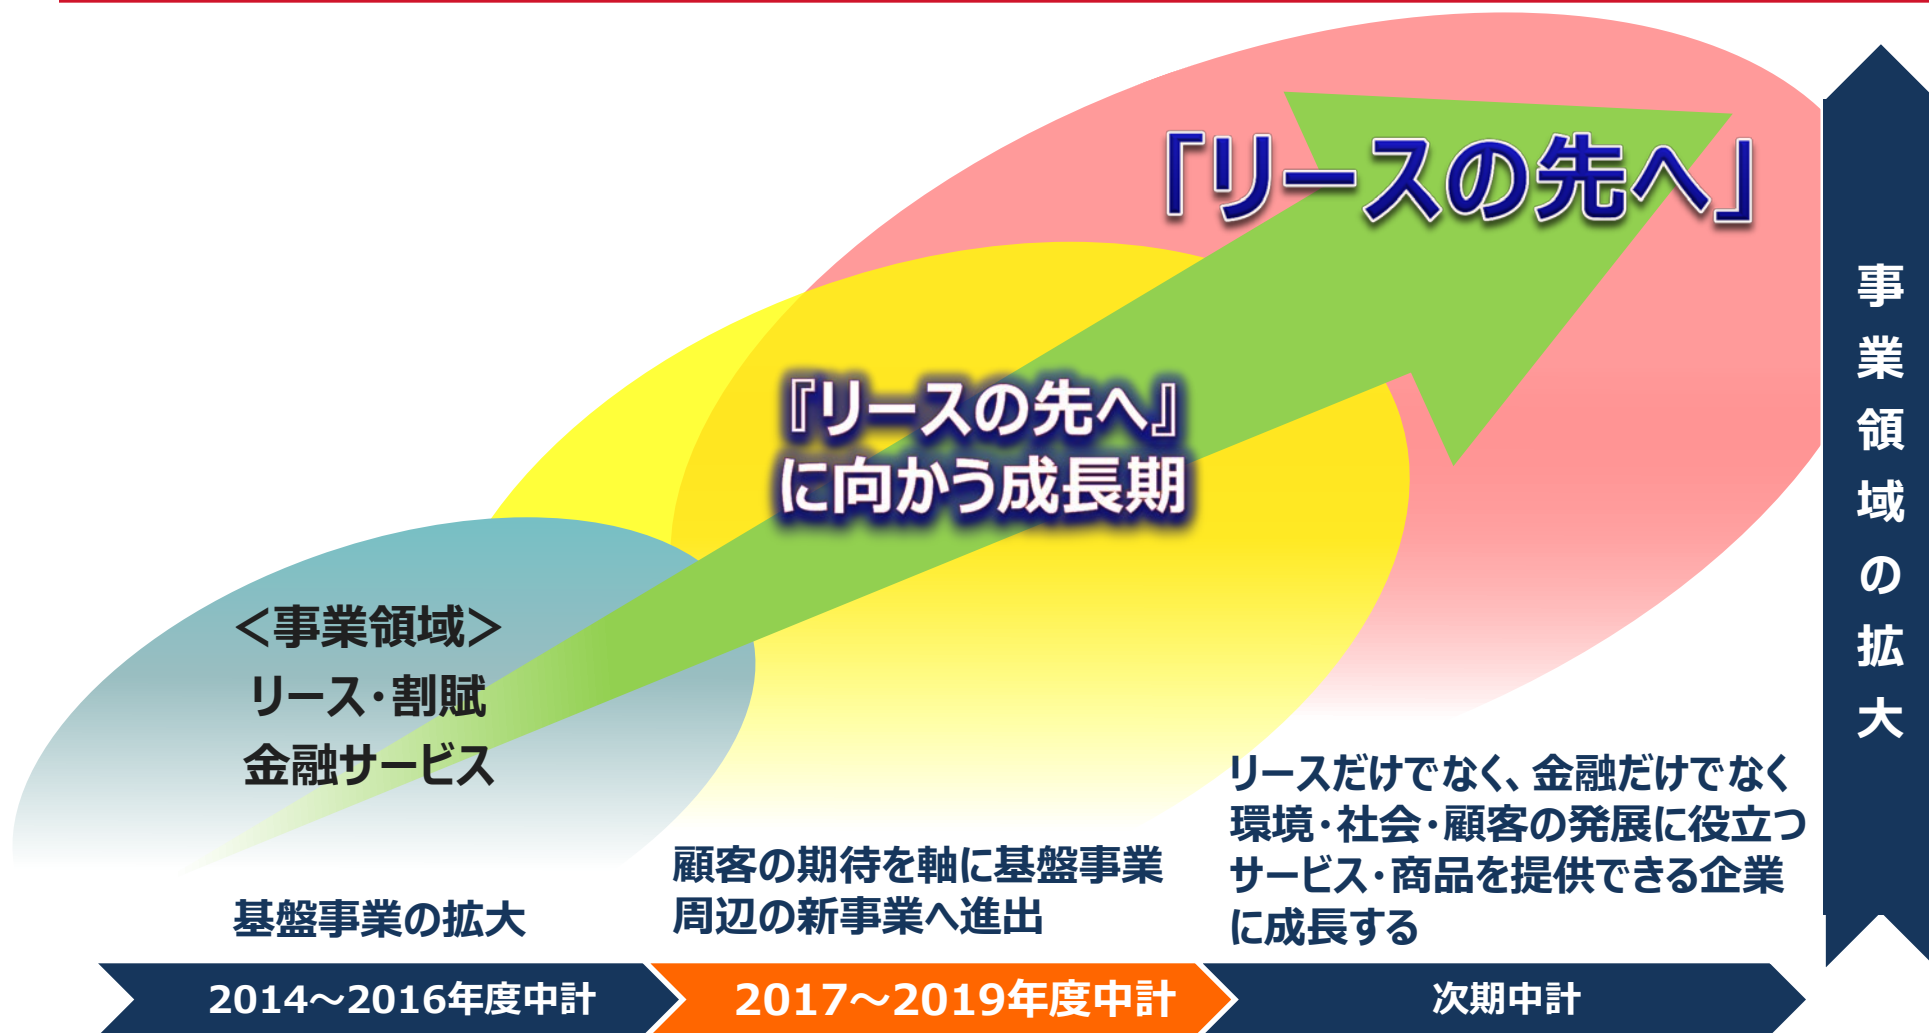 「リースの先へ」
『リースの先へ』
に向かう成長期
＜事業領域＞
リース・割賦
金融サービス
基盤事業の拡大
顧客の期待を軸に基盤事業
周辺の新事業へ進出
リースだけでなく、金融だけでなく
環境・社会・顧客の発展に役立つ
サービス・商品を提供できる企業
に成長する
2014～2016年度中計
2017～2019年度中計
次期中計
事業領域の拡大